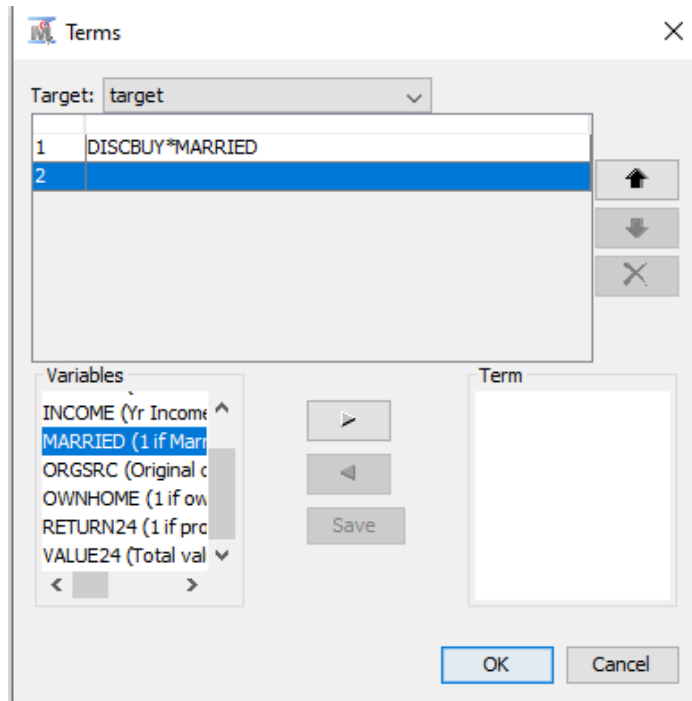 Terms
Target: target
1 DISCBUY*MARRIED
2
Variables
Term
INCOME (Yr Income
MARRIED (1 if Marr
ORGSRC (Original c
OWNHOME (1 if ow
RETURN24 (1 if pro
VALUE24 (Total val
Save
OK
Cancel